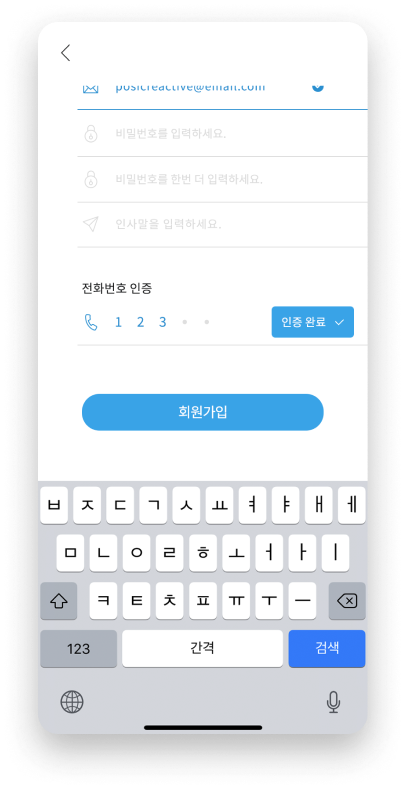 posicreactive@email.com
비밀번호를 입력하세요.
비밀번호를 한번 더 입력하세요.
인사말을 입력하세요.
전화번호 인증
1 2 3
인증 완료
회원가입
ㅂ ㅈ ㄷ ㄱ ㅅ ㅛ ㅕ ㅑ ㅐ ㅔ
ㅁ ㄴ ㅇ ㄹ ㅎ ㅗ ㅓ ㅏ ㅣ
ㅋ ㅌ ㅊ ㅍ ㅠ ㅜ ㅡ
123 간격 검색